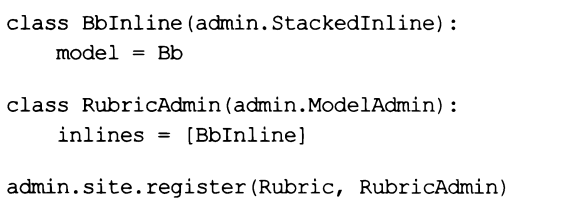 class BbInline(admin.StackedInline):
    model = Bb
class RubricAdmin(admin.ModelAdmin):
    inlines = [BbInline]
admin.site.register(Rubric, RubricAdmin)